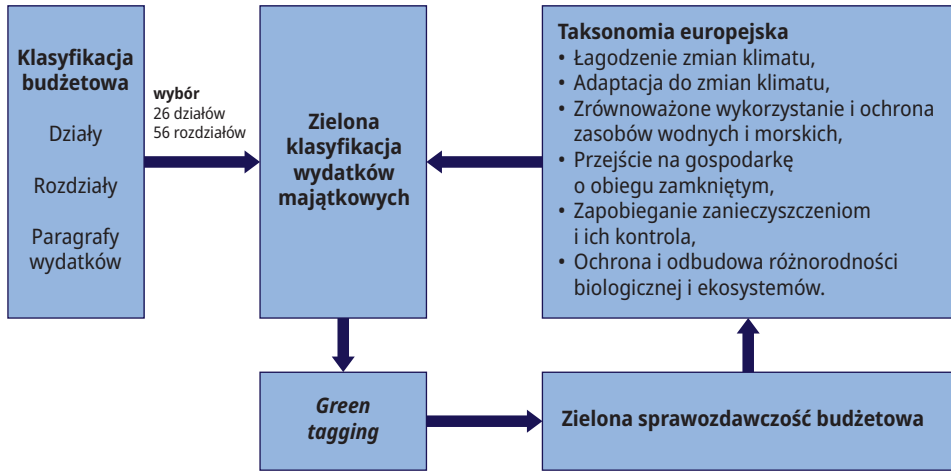 Klasyfikacja
budżetowa
Działy
Rozdziały
Paragrafy
wydatków
wybór
26 działów
56 rozdziałów
Zielona
klasyfikacja
wydatków
majątkowych
Taksonomia europejska
• Łagodzenie zmian klimatu,
• Adaptacja do zmian klimatu,
• Zrównoważone wykorzystanie i ochrona
zasobów wodnych i morskich,
• Przejście na gospodarkę
o obiegu zamkniętym,
• Zapobieganie zanieczyszczeniom
i ich kontrola,
• Ochrona i odbudowa różnorodności
biologicznej i ekosystemów.
Green
tagging
Zielona sprawozdawczość budżetowa